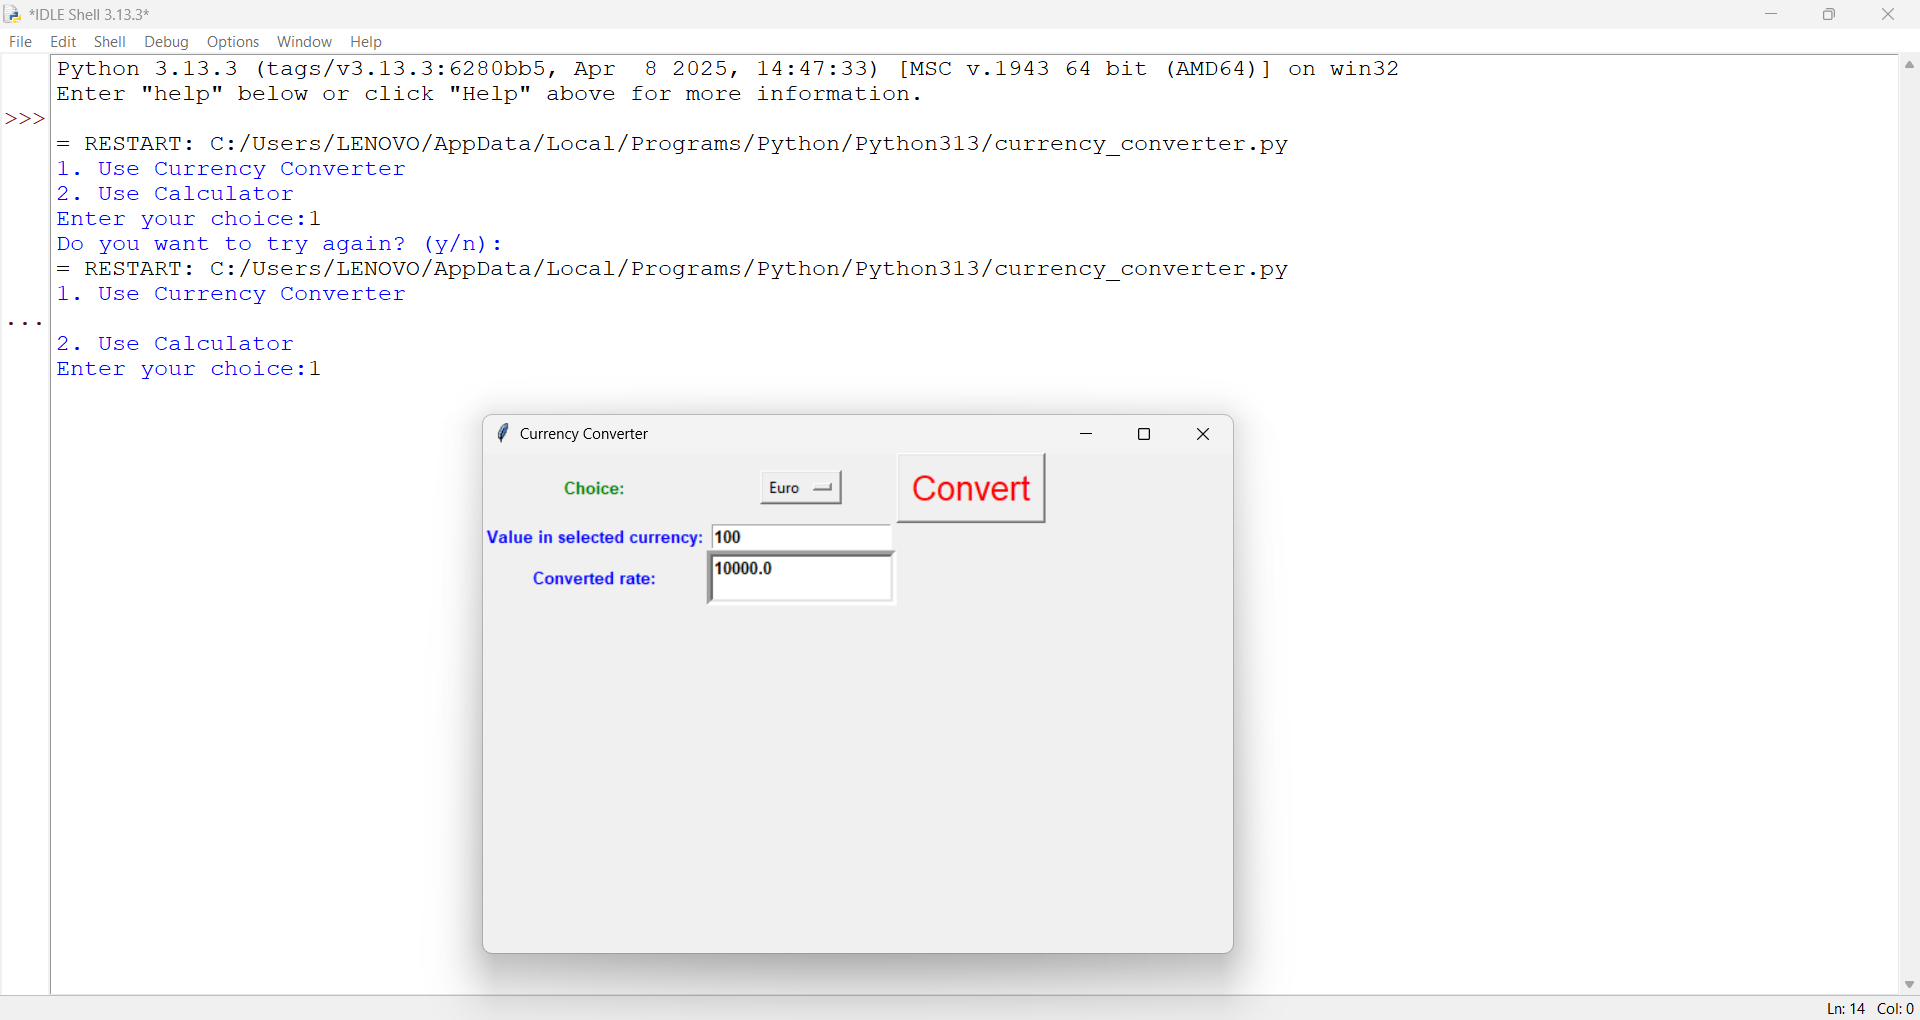 *IDLE Shell 3.13.3*
File Edit Shell Debug Options Window Help
Python 3.13.3 (tags/v3.13.3:6280bb5, Apr  8 2025, 14:47:33) [MSC v.1943 64 bit (AMD64)] on win32
Enter "help" below or click "Help" above for more information.
>>>
= RESTART: C:/Users/LENOVO/AppData/Local/Programs/Python/Python313/currency_converter.py
1. Use Currency Converter
2. Use Calculator
Enter your choice:1
Do you want to try again? (y/n):
= RESTART: C:/Users/LENOVO/AppData/Local/Programs/Python/Python313/currency_converter.py
1. Use Currency Converter
...
2. Use Calculator
Enter your choice:1
Currency Converter
Choice: Euro Convert
Value in selected currency: 100
Converted rate: 10000.0
Ln: 14 Col: 0